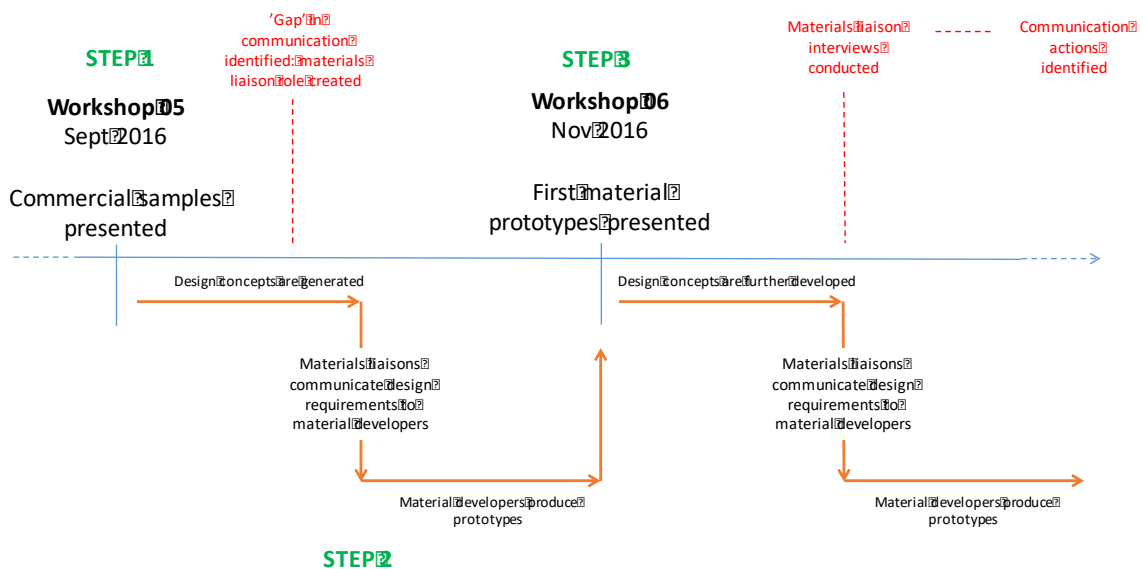 STEP 1
Workshop 05
Sept 2016
Commercial samples
presented
'Gap' in
communication
identified: materials
liaison role created
STEP 3
Workshop 06
Nov 2016
First material
prototypes presented
Materials liaison
interviews
conducted
Communication
actions
identified
Design concepts are generated
Design concepts are further developed
Materials liaisons
communicate design
requirements to
material developers
Materials liaisons
communicate design
requirements to
material developers
Material developers produce
prototypes
Material developers produce
prototypes
STEP 2